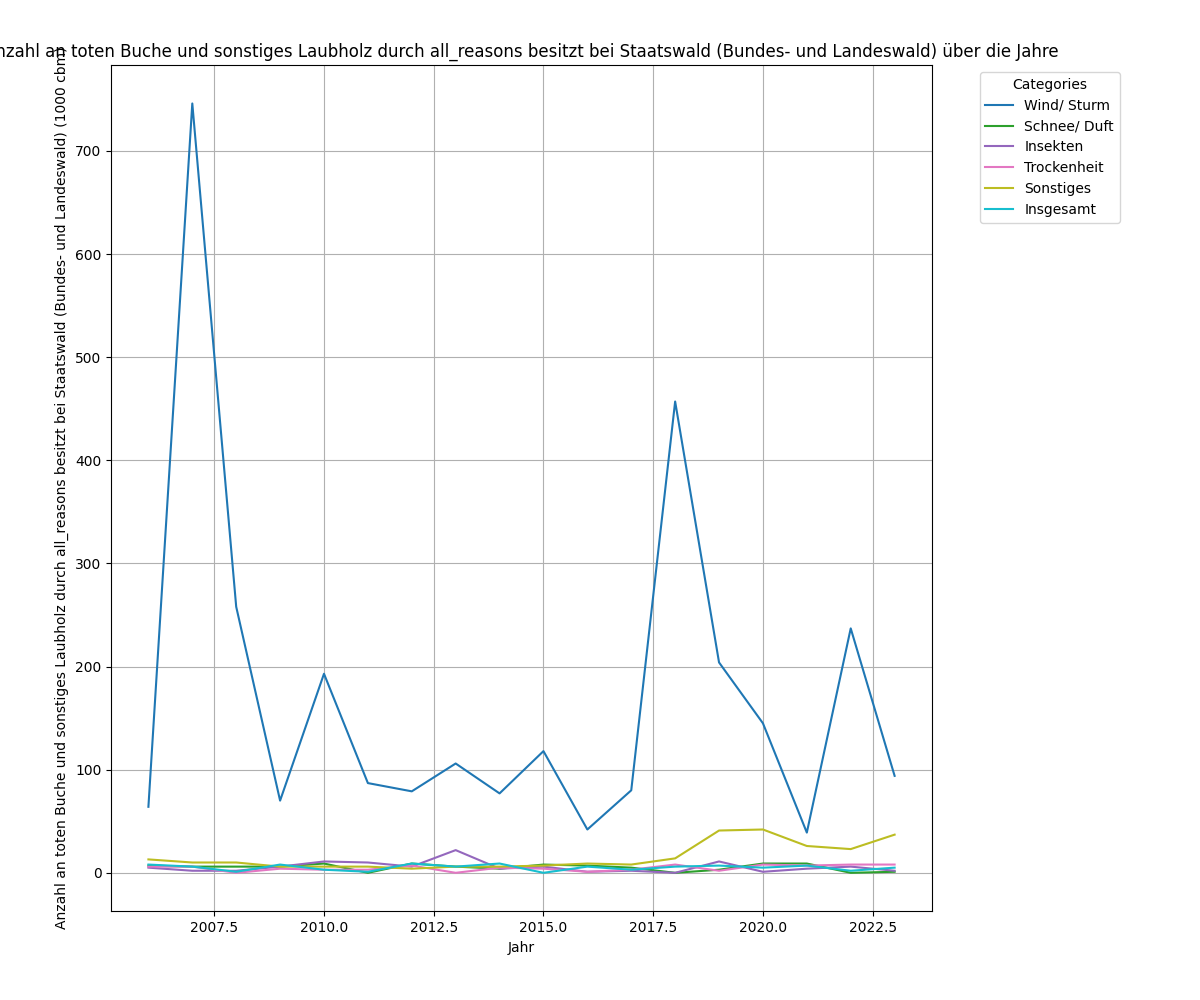 nzahl an toten Buche und sonstiges Laubholz durch all_reasons besitzt bei Staatswald (Bundes- und Landeswald) über die Jahre
Anzahl an toten Buche und sonstiges Laubholz durch all_reasons besitzt bei Staatswald (Bundes- und Landeswald) (1000 cbm)
700
600
500
400
300
200
100
0
2007.5 2010.0 2012.5 2015.0 2017.5 2020.0 2022.5
Jahr
Categories
Wind/ Sturm
Schnee/ Duft
Insekten
Trockenheit
Sonstiges
Insgesamt